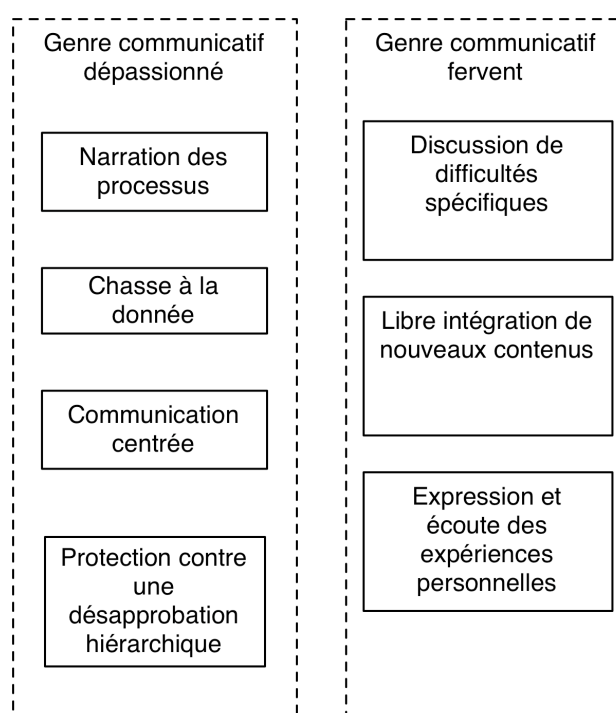 Genre communicatif
dépassionné
Narration des
processus
Chasse à la
donnée
Communication
centrée
Protection contre
une
désapprobation
hiérarchique
Genre communicatif
fervent
Discussion de
difficultés
spécifiques
Libre intégration de
nouveaux contenus
Expression et
écoute des
expériences
personnelles